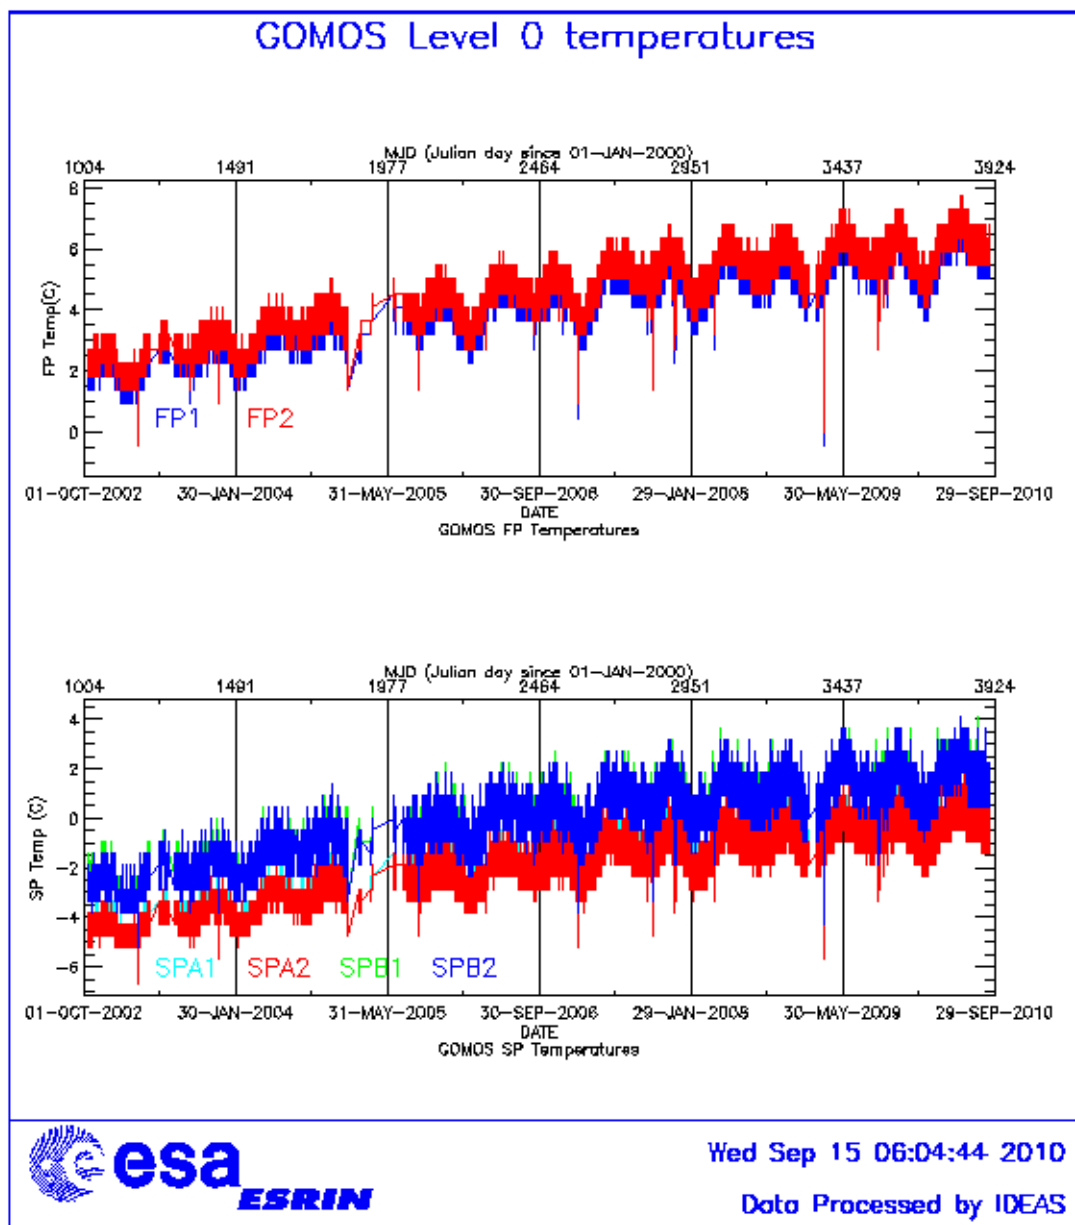 GOMOS Level 0 temperatures
MJD (Julian day since 01-JAN-2000)
1004 1491 1977 2464 2951 3437 3924
FP Temp(C)
8
6
4
2
0
FP1 FP2
01-OCT-2002 30-JAN-2004 31-MAY-2005 30-SEP-2006 29-JAN-2008 30-MAY-2009 29-SEP-2010
DATE
GOMOS FP Temperatures
MJD (Julian day since 01-JAN-2000)
1004 1491 1977 2464 2951 3437 3924
SP Temp (C)
4
2
0
-2
-4
-6
SPA1 SPA2 SPB1 SPB2
01-OCT-2002 30-JAN-2004 31-MAY-2005 30-SEP-2006 29-JAN-2008 30-MAY-2009 29-SEP-2010
DATE
GOMOS SP Temperatures
esa
ESRIN
Wed Sep 15 06:04:44 2010
Data Processed by IDEAS